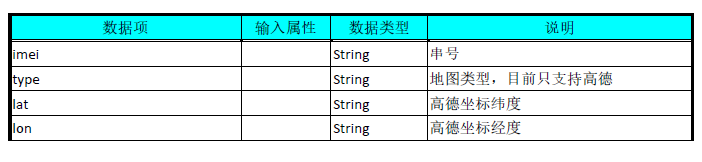 数据项 输入属性 数据类型 说明
imei String 串号
type String 地图类型，目前只支持高德
lat String 高德坐标纬度
lon String 高德坐标经度